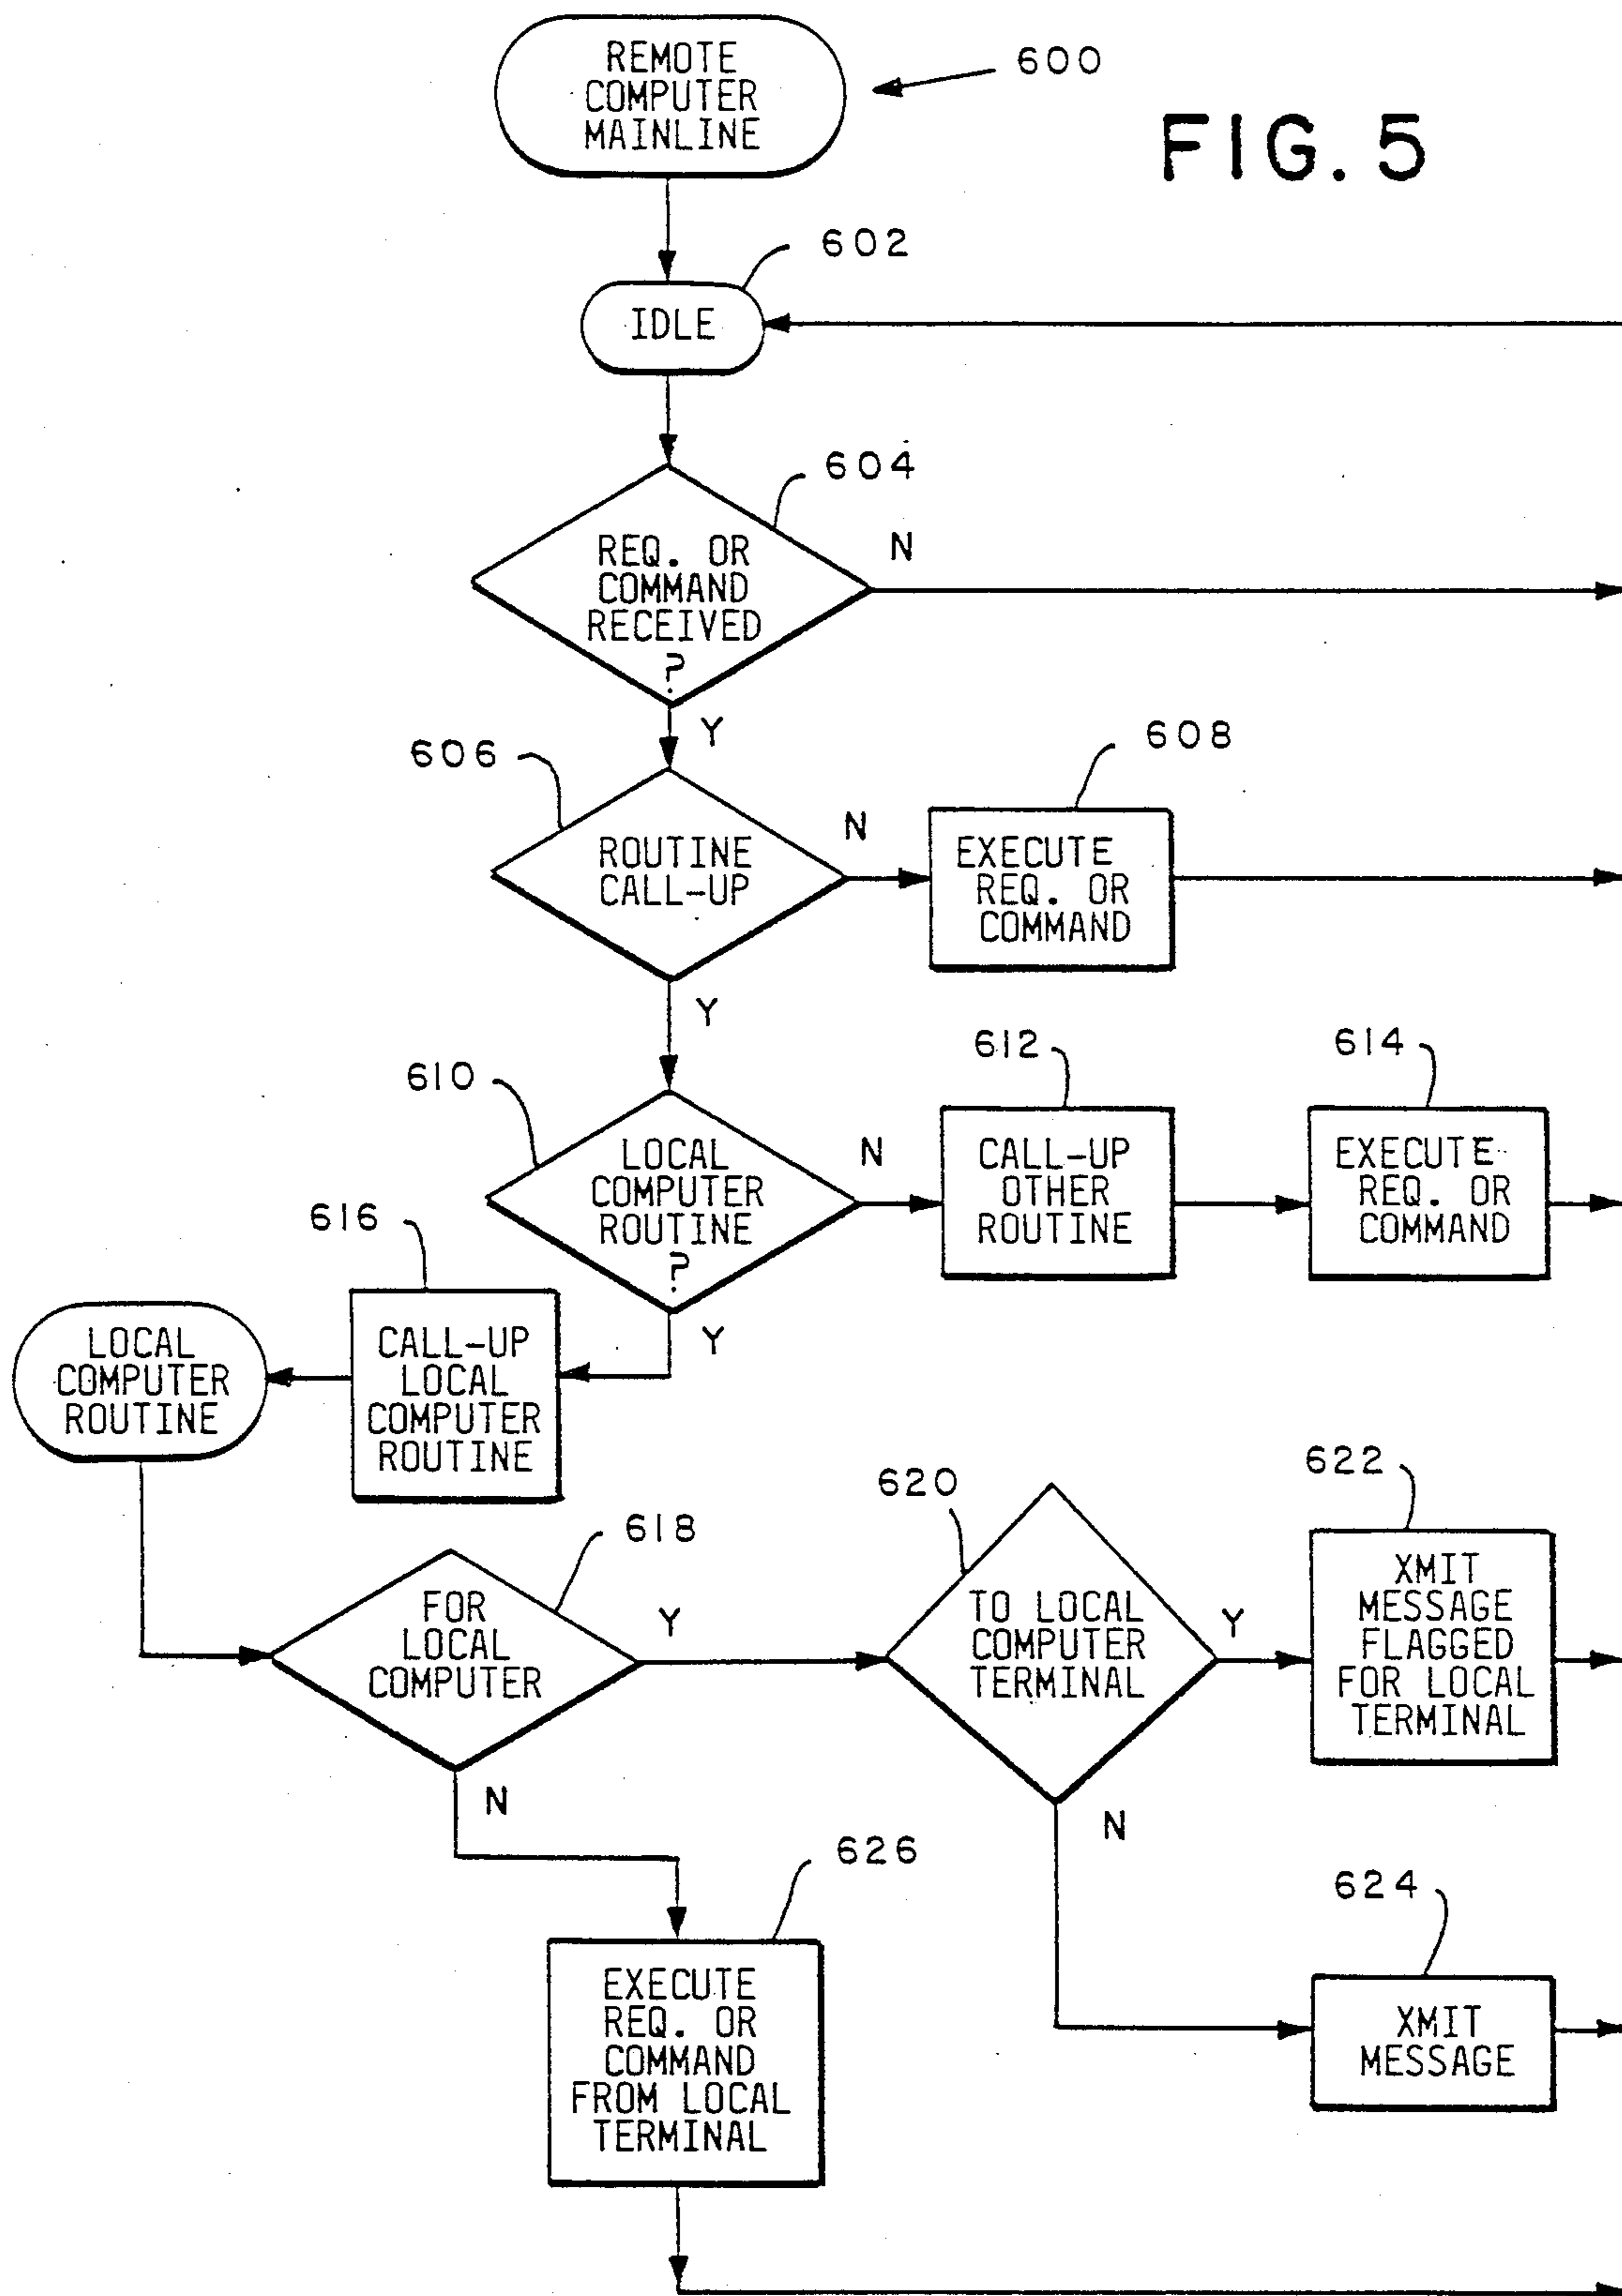 REMOTE
COMPUTER
MAINLINE
600
FIG. 5
602
IDLE
604
REQ. OR
COMMAND
RECEIVED
?
N
Y
606
ROUTINE
CALL-UP
N
608
EXECUTE
REQ. OR
COMMAND
Y
610
LOCAL
COMPUTER
ROUTINE
?
N
612
CALL-UP
OTHER
ROUTINE
614
EXECUTE
REQ. OR
COMMAND
Y
616
CALL-UP
LOCAL
COMPUTER
ROUTINE
LOCAL
COMPUTER
ROUTINE
618
FOR
LOCAL
COMPUTER
Y
620
TO LOCAL
COMPUTER
TERMINAL
Y
622
XMIT
MESSAGE
FLAGGED
FOR LOCAL
TERMINAL
N
624
XMIT
MESSAGE
N
626
EXECUTE
REQ. OR
COMMAND
FROM LOCAL
TERMINAL